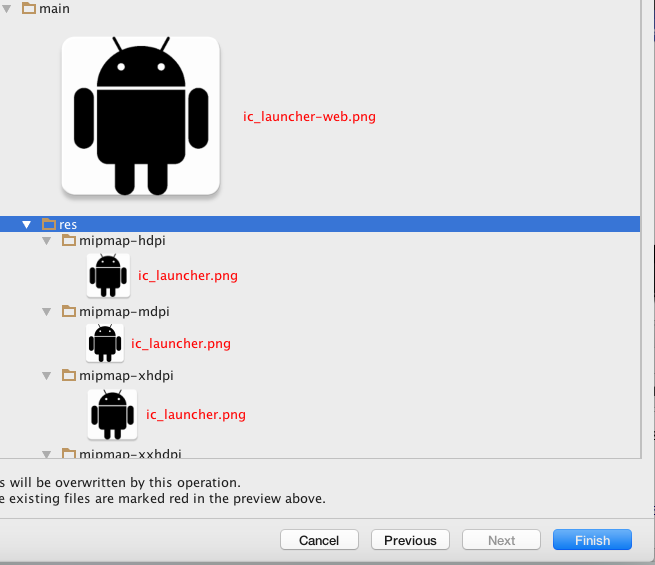 main
ic_launcher-web.png
res
mipmap-hdpi
ic_launcher.png
mipmap-mdpi
ic_launcher.png
mipmap-xhdpi
ic_launcher.png
mipmap-xxhdpi
s will be overwritten by this operation.
e existing files are marked red in the preview above.
Cancel Previous Next Finish